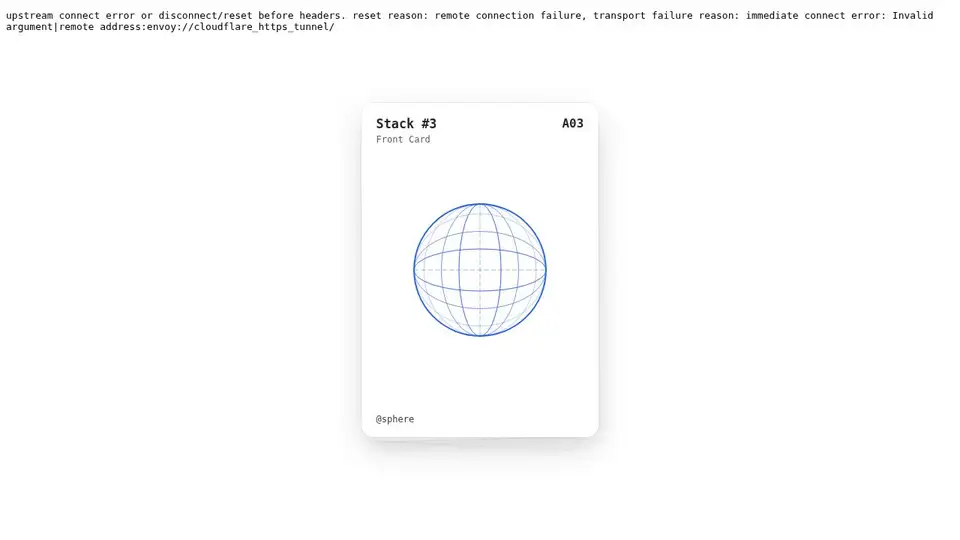 upstream connect error or disconnect/reset before headers. reset reason: remote connection failure, transport failure reason: immediate connect error: Invalid
argument|remote address:envoy://cloudflare_https_tunnel/
Stack #3
A03
Front Card
@sphere